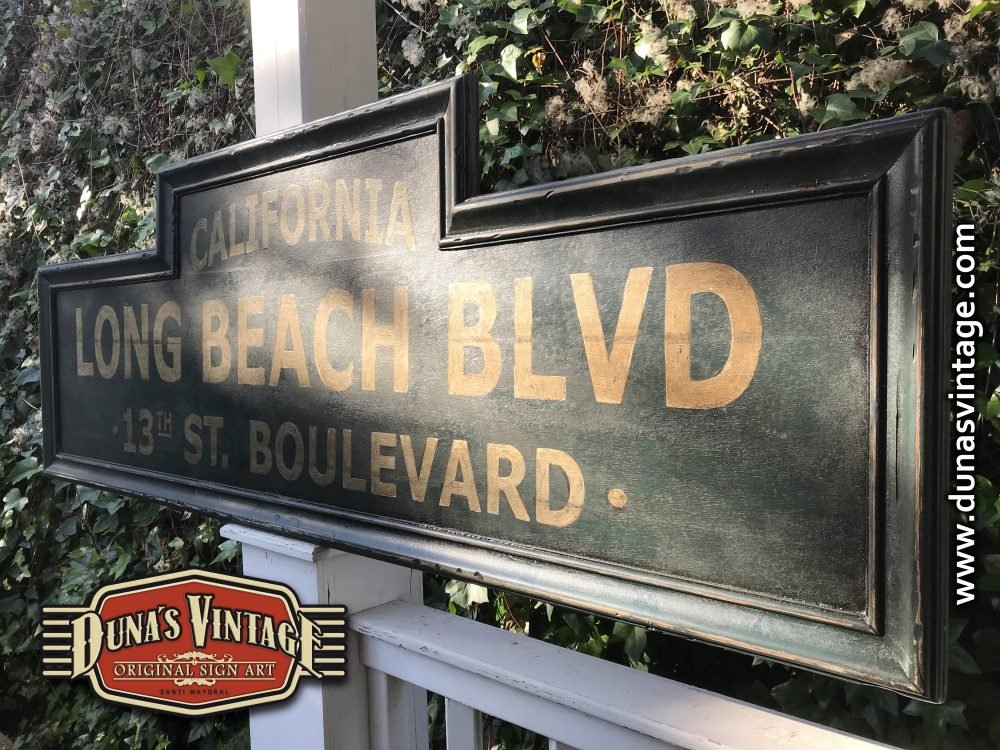 CALIFORNIA
LONG BEACH BLVD
·13TH ST. BOULEVARD·
www.dunasvintage.com
DUNA´S VINTAGE
ORIGINAL SIGN ART
SANTI MAYORAL